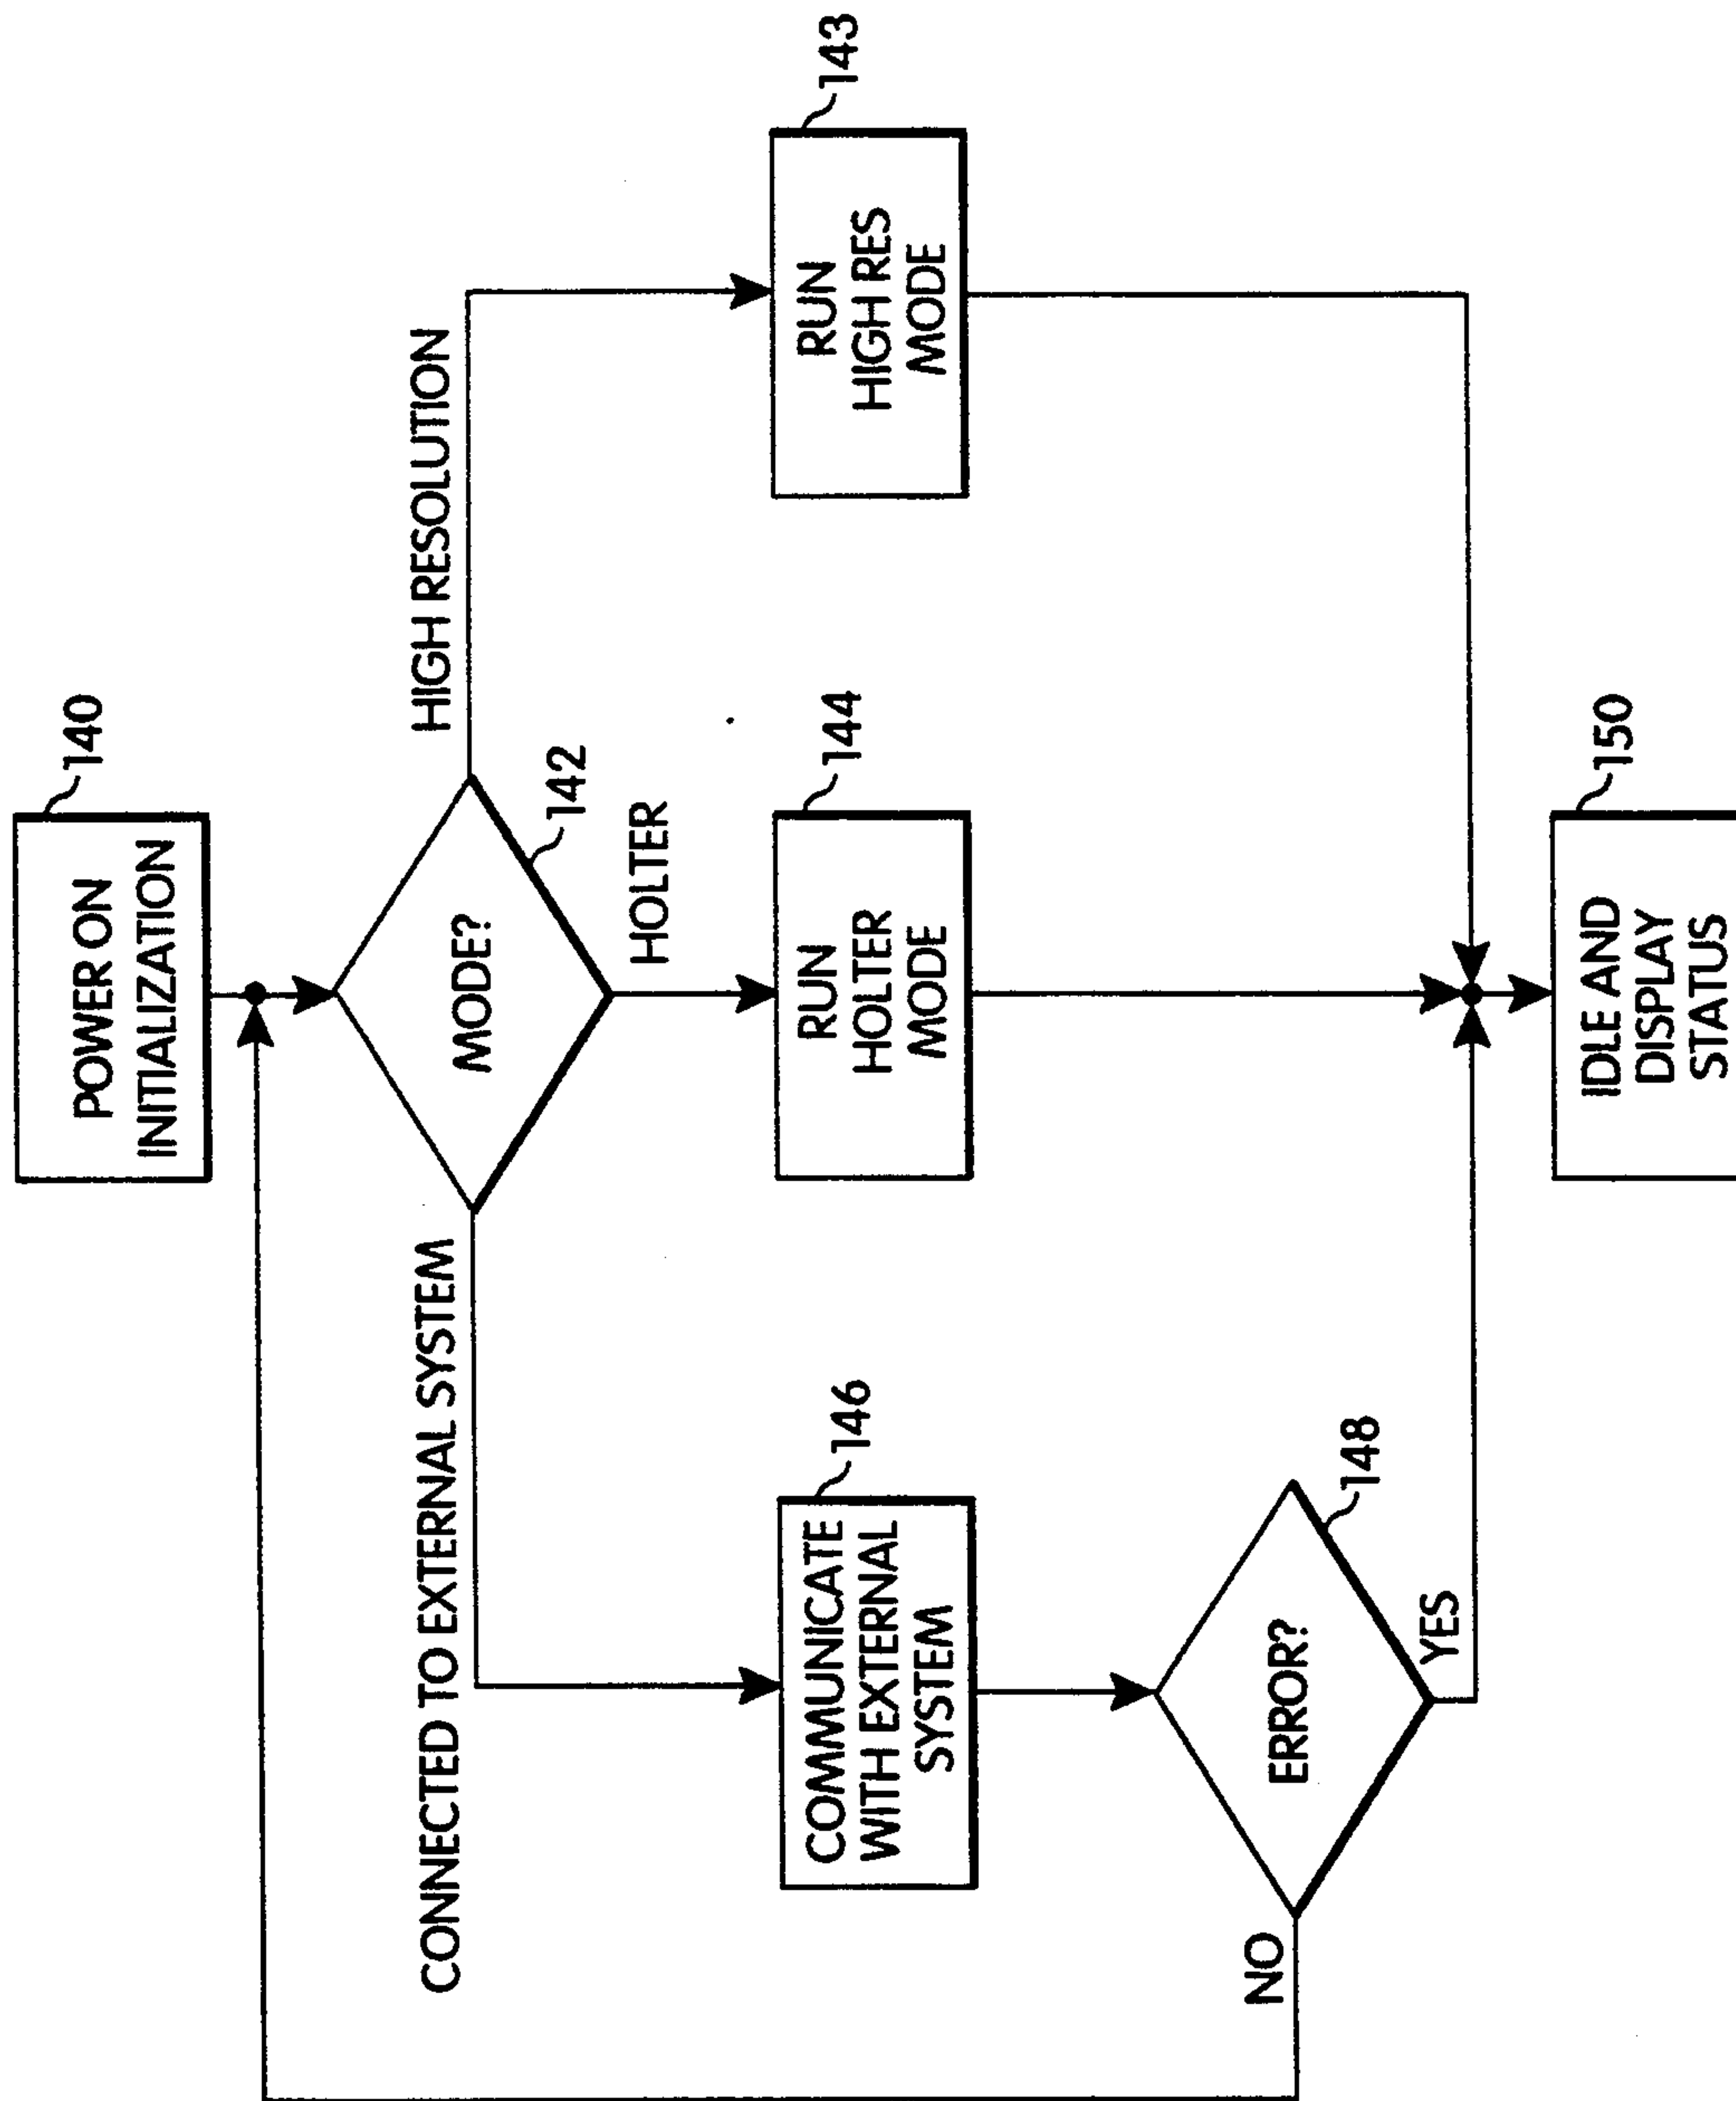 140
POWER ON
INITIALIZATION
142
MODE?
CONNECTED TO EXTERNAL SYSTEM
HOLTER
HIGH RESOLUTION
146
COMMUNICATE
WITH EXTERNAL
SYSTEM
144
RUN
HOLTER
MODE
143
RUN
HIGH RES
MODE
148
ERROR?
NO
YES
150
IDLE AND
DISPLAY
STATUS